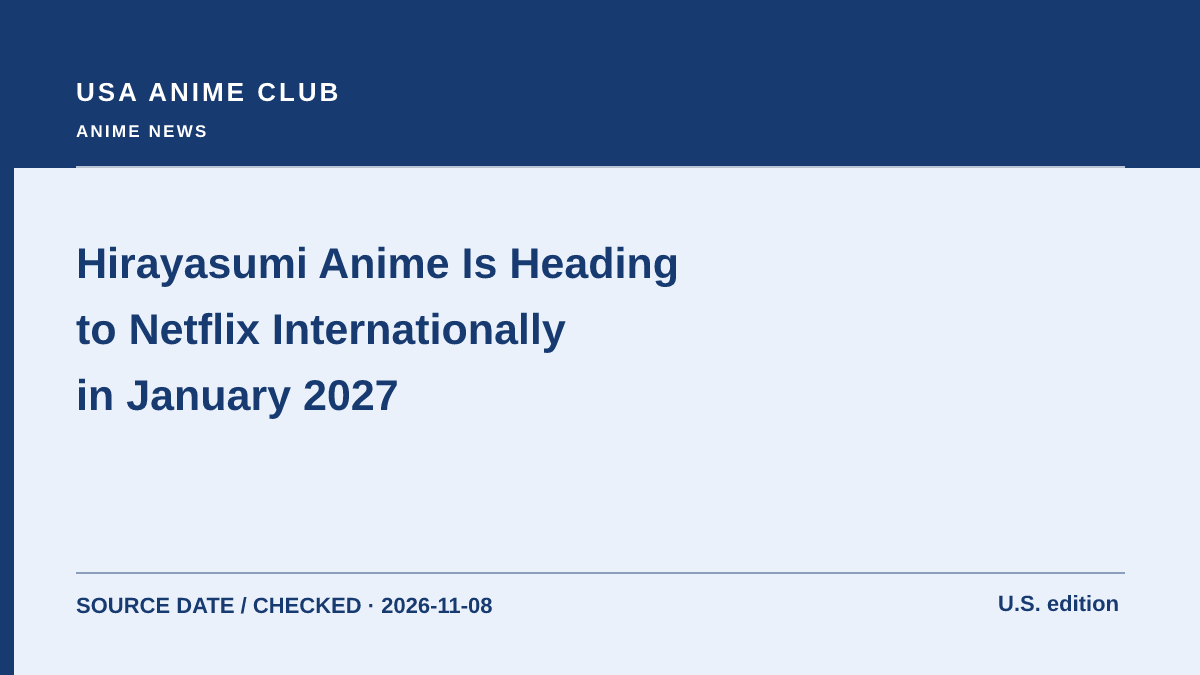 USA ANIME CLUB
ANIME NEWS
Hirayasumi Anime Is Heading
to Netflix Internationally
in January 2027
SOURCE DATE / CHECKED · 2026-11-08
U.S. edition